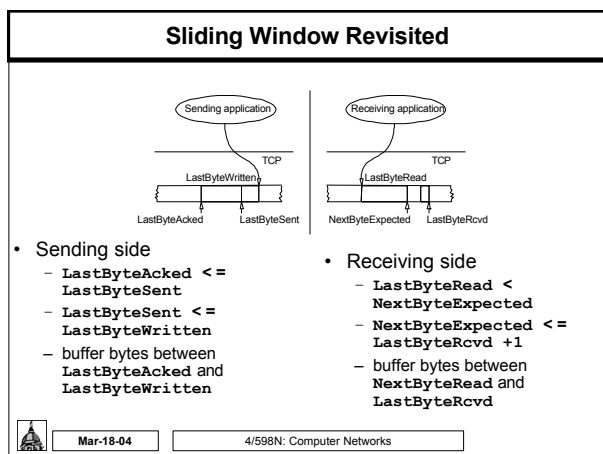 Sliding Window Revisited
Sending application
Receiving application
TCP
TCP
LastByteWritten
LastByteRead
LastByteAcked
LastByteSent
NextByteExpected
LastByteRcvd
• Sending side
– LastByteAcked <=
LastByteSent
– LastByteSent <=
LastByteWritten
– buffer bytes between
LastByteAcked and
LastByteWritten
• Receiving side
– LastByteRead <
NextByteExpected
– NextByteExpected <=
LastByteRcvd +1
– buffer bytes between
NextByteRead and
LastByteRcvd
Mar-18-04
4/598N: Computer Networks